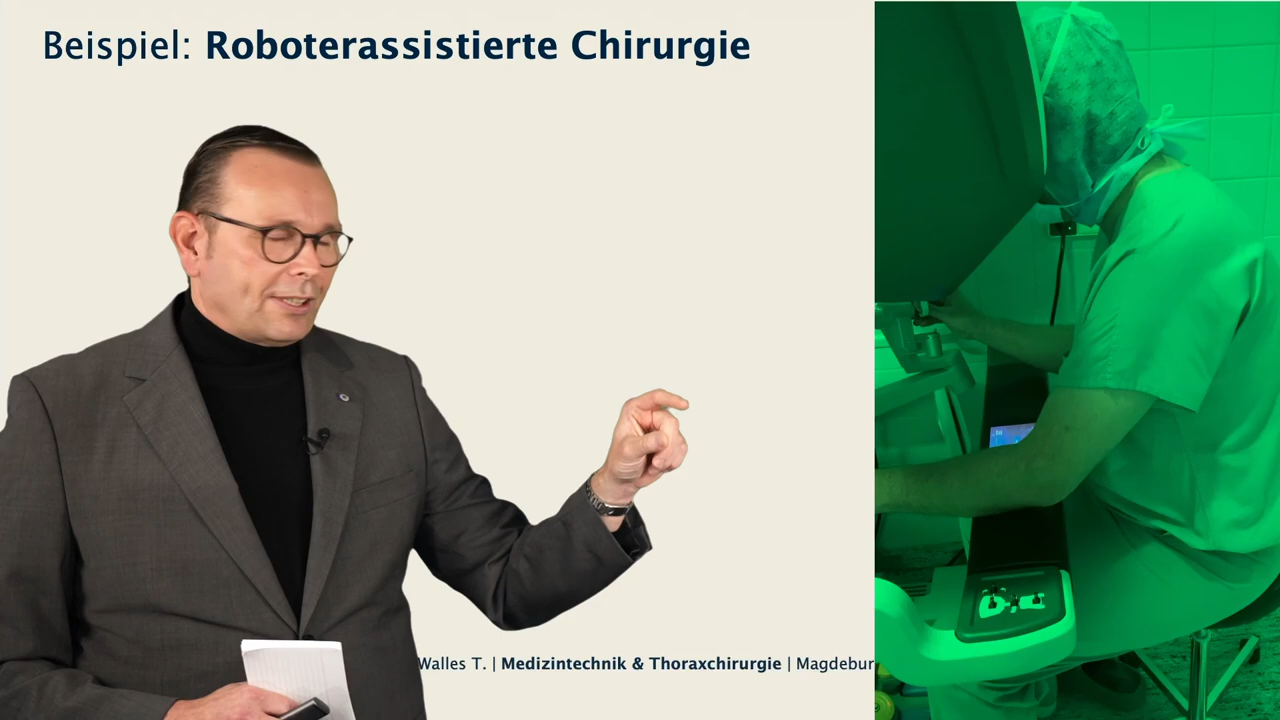 Beispiel: Roboterassistierte Chirurgie
Walles T. | Medizintechnik & Thoraxchirurgie | Magdebur